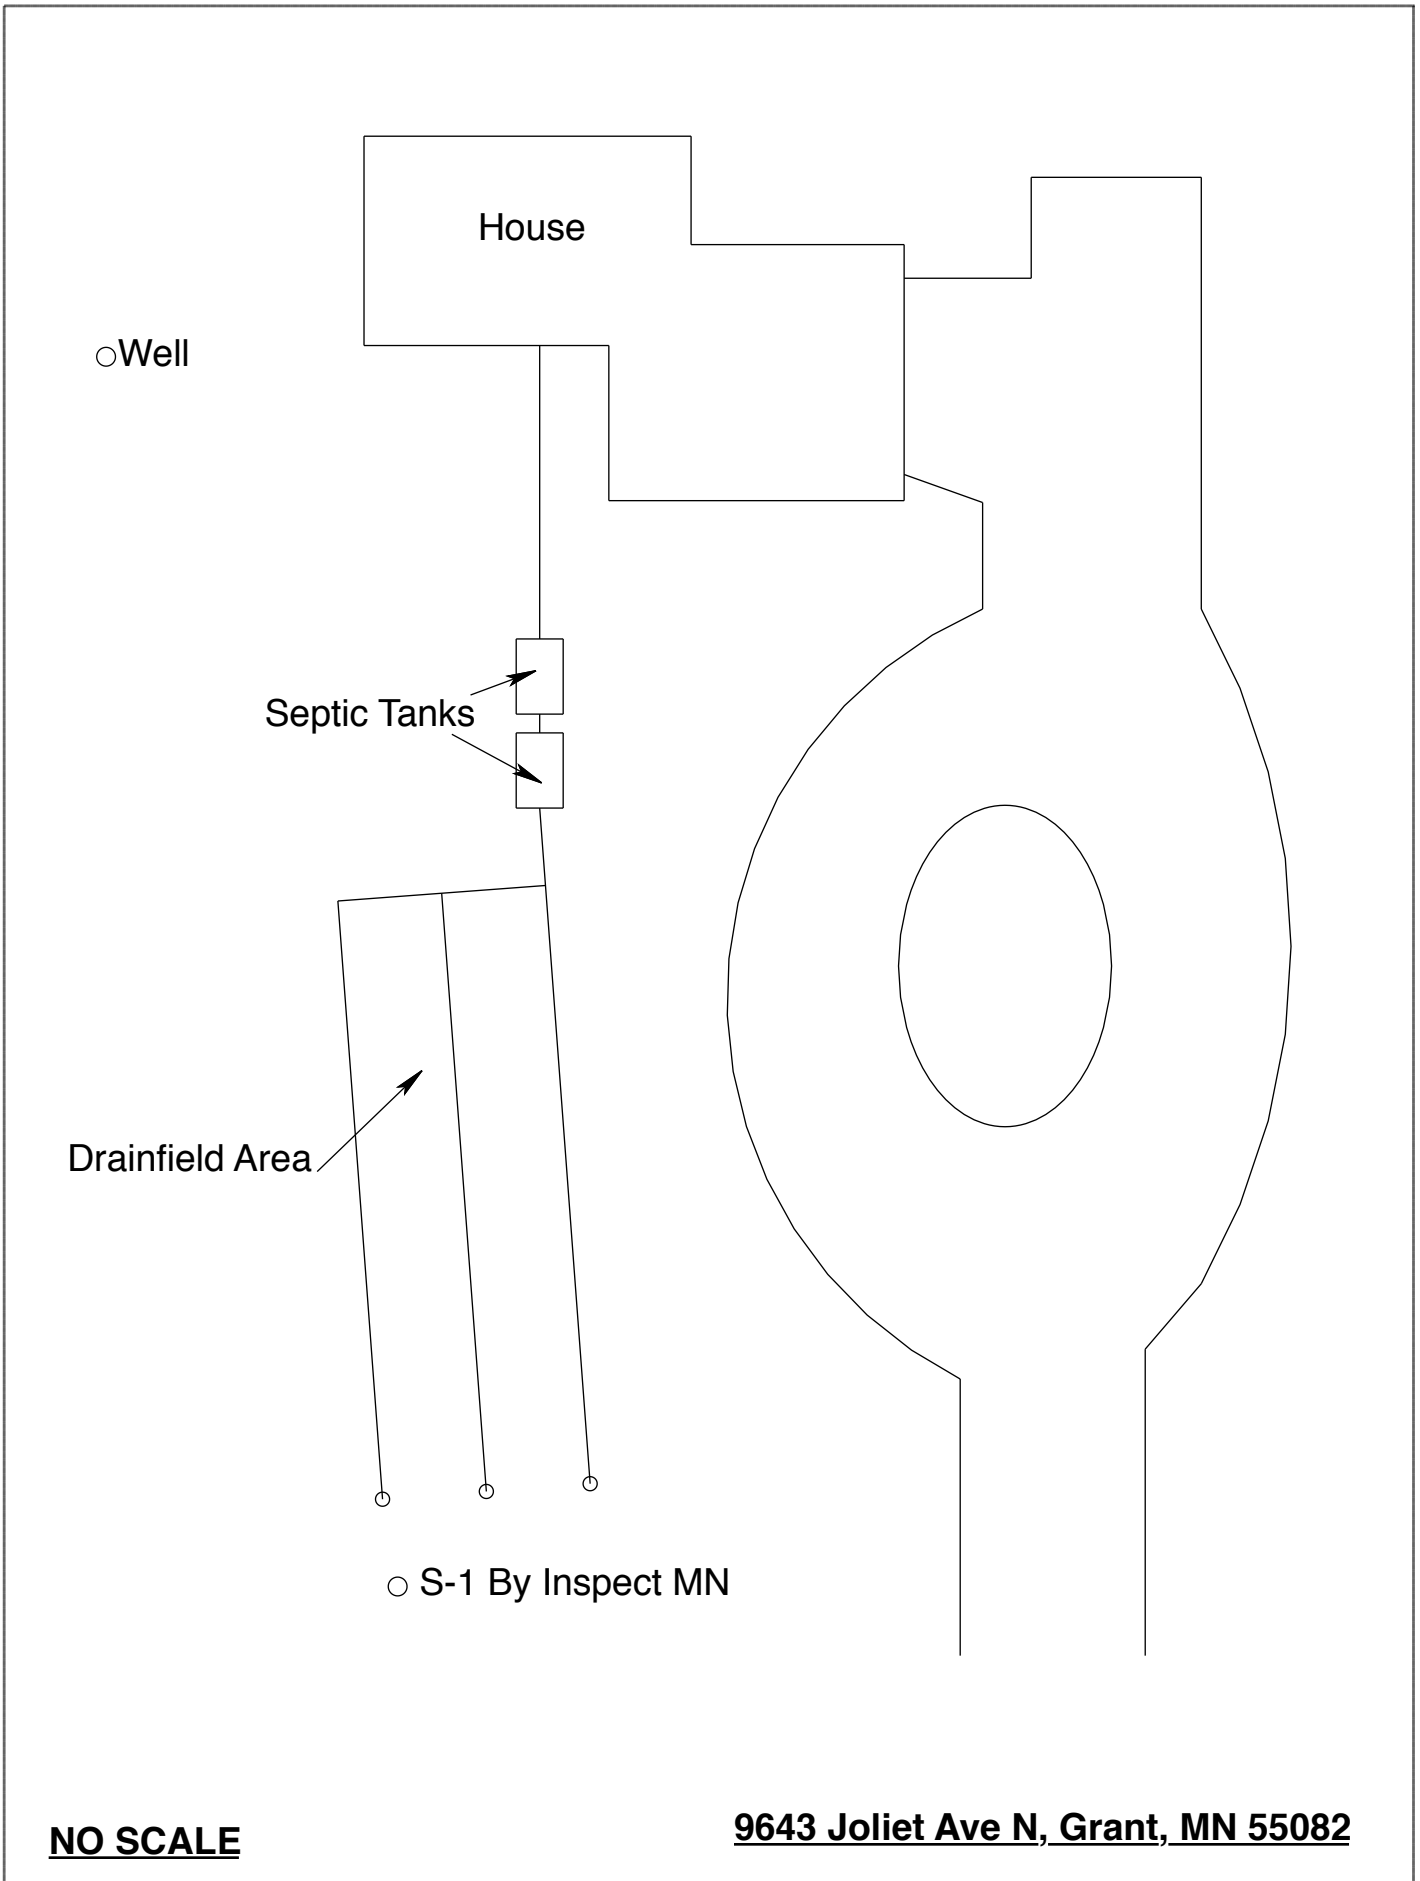 House
Well
Septic Tanks
Drainfield Area
S-1 By Inspect MN
NO SCALE
9643 Joliet Ave N, Grant, MN 55082